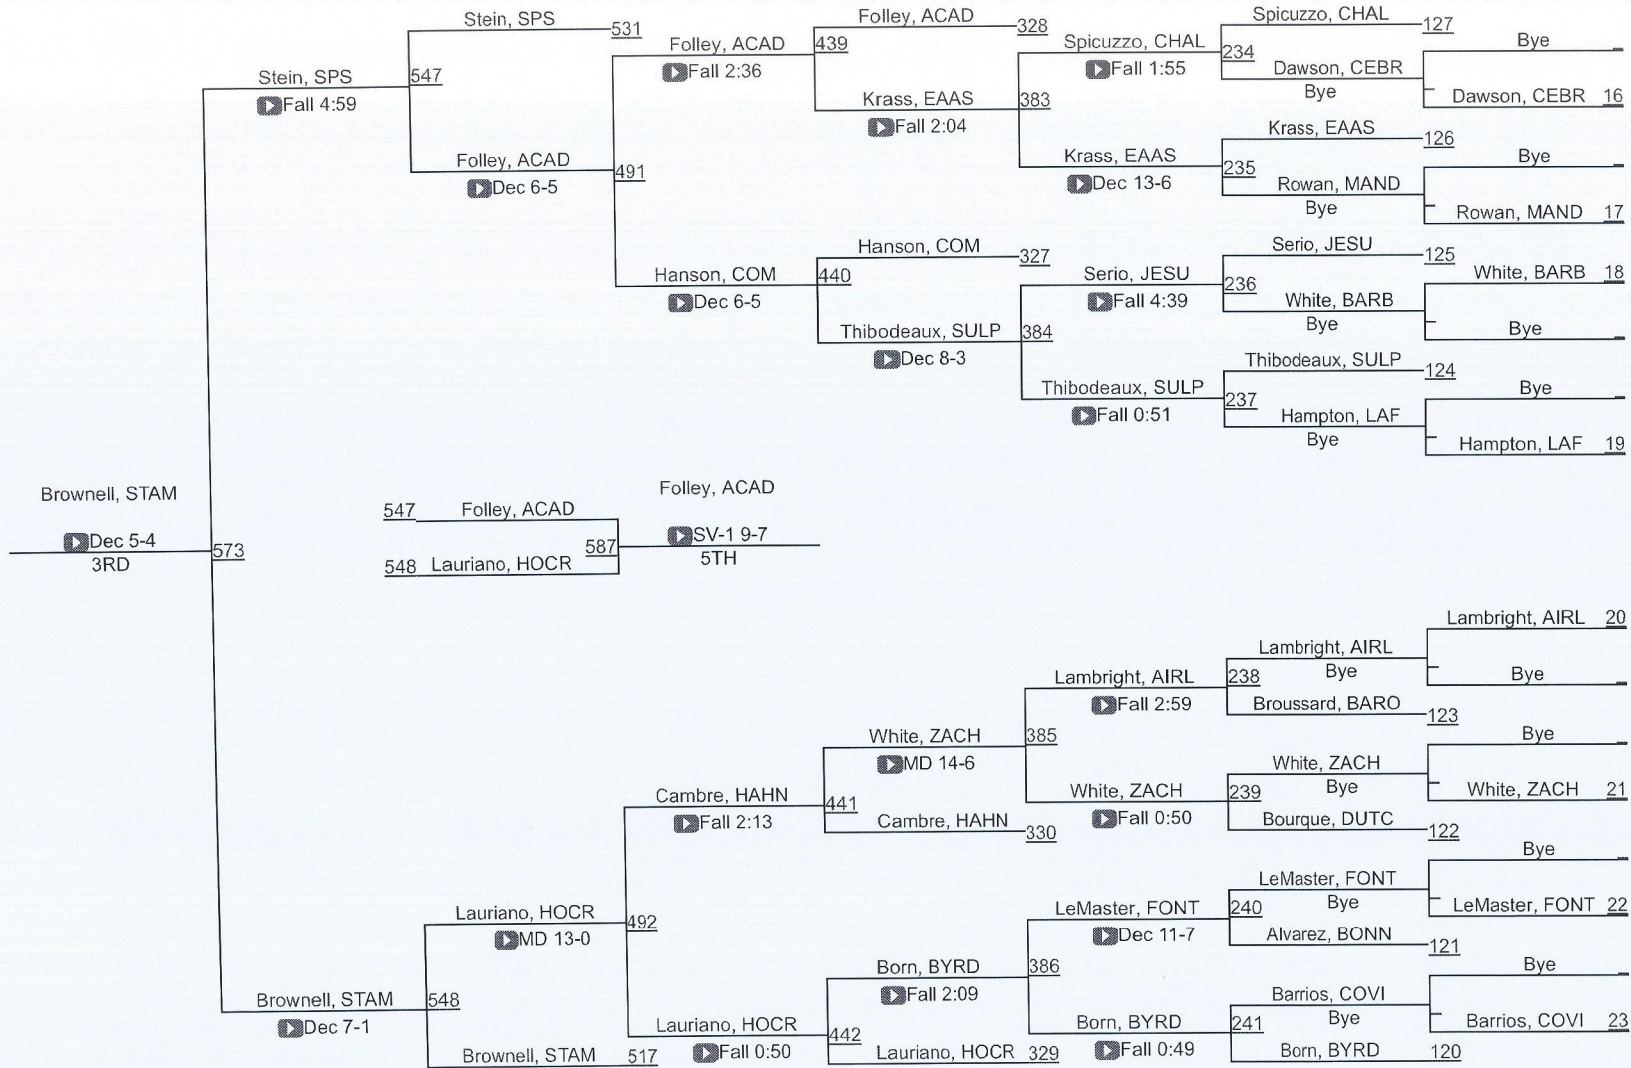 Stein, SPS
531
Folley, ACAD
328
Spicuzzo, CHAL
127
Folley, ACAD
439
Spicuzzo, CHAL
234
Bye
Fall 2:36
Fall 1:55
Dawson, CEBR
Stein, SPS
547
Bye
Dawson, CEBR 16
Fall 4:59
Krass, EAAS
383
Fall 2:04
Krass, EAAS
126
Folley, ACAD
491
Krass, EAAS
235
Bye
Dec 6-5
Dec 13-6
Rowan, MAND
Bye
Rowan, MAND 17
Hanson, COM
327
Serio, JESU
125
Hanson, COM
440
Serio, JESU
236
White, BARB 18
Dec 6-5
Fall 4:39
White, BARB
Bye
Bye
Thibodeaux, SULP
384
Dec 8-3
Thibodeaux, SULP
124
Thibodeaux, SULP
237
Bye
Fall 0:51
Hampton, LAF
Bye
Hampton, LAF 19
Brownell, STAM
Folley, ACAD
547 Folley, ACAD
Dec 5-4
573
587
SV-1 9-7
3RD
548 Lauriano, HOCR
5TH
Lambright, AIRL 20
Lambright, AIRL
Lambright, AIRL
238
Bye
Bye
Fall 2:59
Broussard, BARO
123
White, ZACH
385
Bye
MD 14-6
White, ZACH
Cambre, HAHN
441
White, ZACH
239
Bye
White, ZACH 21
Fall 2:13
Cambre, HAHN
330
Fall 0:50
Bourque, DUTC
122
Bye
LeMaster, FONT
Lauriano, HOCR
492
LeMaster, FONT
240
Bye
LeMaster, FONT 22
MD 13-0
Dec 11-7
Alvarez, BONN
121
Born, BYRD
386
Bye
Fall 2:09
Barrios, COVI
Brownell, STAM
548
Bye
Dec 7-1
Lauriano, HOCR
442
Born, BYRD
241
Barrios, COVI 23
Brownell, STAM 517
Fall 0:50
Lauriano, HOCR 329
Fall 0:49
Born, BYRD
120